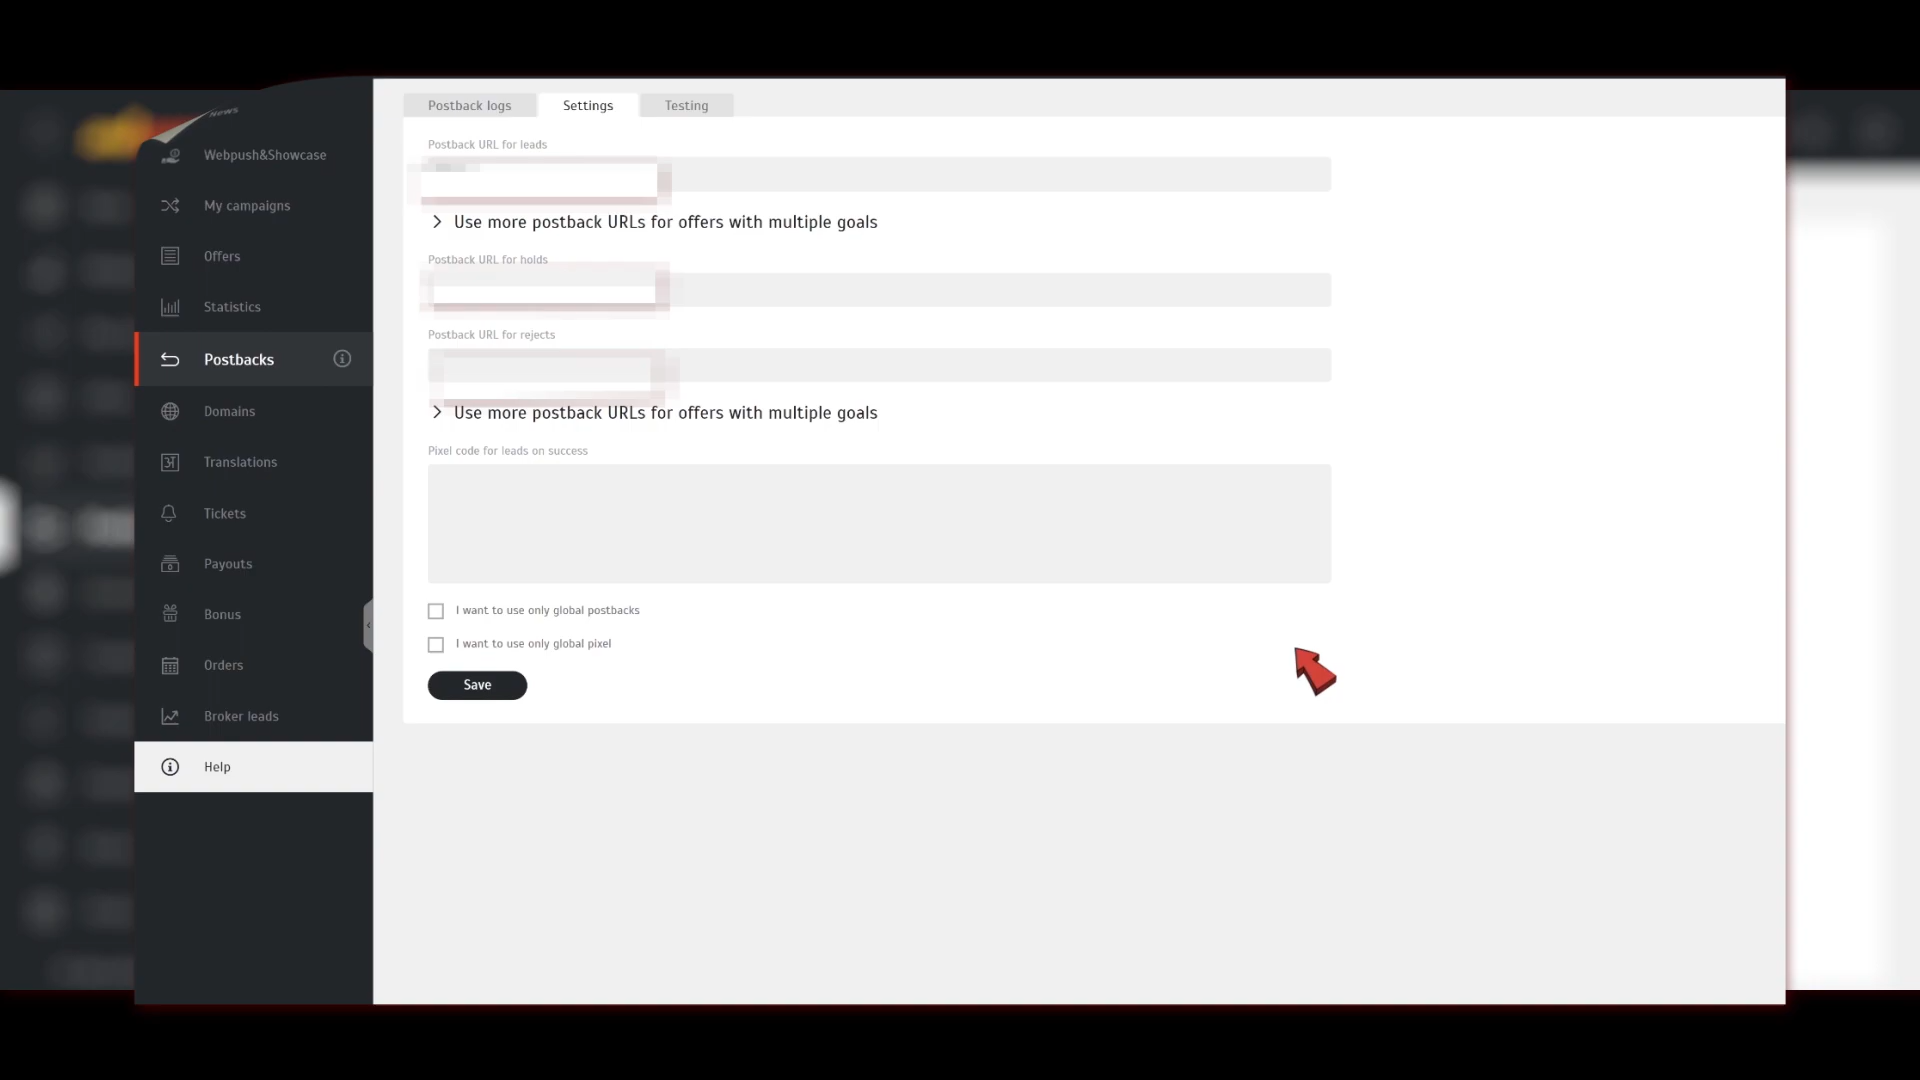 News
Webpush&Showcase
My campaigns
Offers
Statistics
Postbacks
Domains
Translations
Tickets
Payouts
Bonus
Orders
Broker leads
Help
Postback logs
Settings
Testing
Postback URL for leads
Use more postback URLs for offers with multiple goals
Postback URL for holds
Postback URL for rejects
Use more postback URLs for offers with multiple goals
Pixel code for leads on success
I want to use only global postbacks
I want to use only global pixel
Save